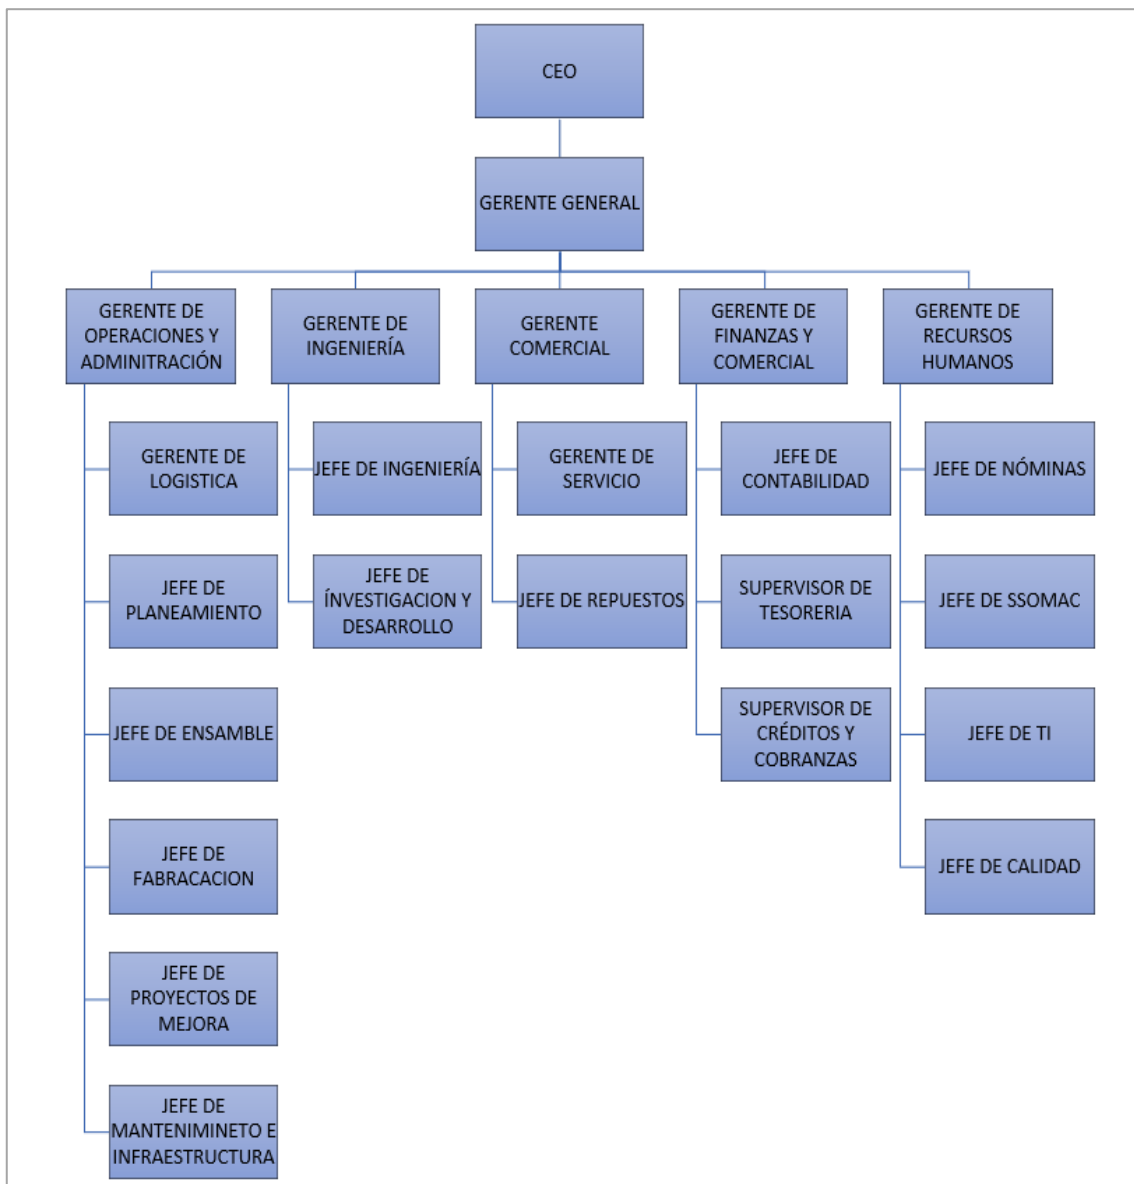 CEO
GERENTE GENERAL
GERENTE DE
OPERACIONES Y
ADMINITRACIÓN
GERENTE DE
INGENIERÍA
GERENTE
COMERCIAL
GERENTE DE
FINANZAS Y
COMERCIAL
GERENTE DE
RECURSOS
HUMANOS
GERENTE DE
LOGISTICA
JEFE DE INGENIERÍA
GERENTE DE
SERVICIO
JEFE DE
CONTABILIDAD
JEFE DE NÓMINAS
JEFE DE
PLANEAMIENTO
JEFE DE
ÍNVESTIGACION Y
DESARROLLO
JEFE DE REPUESTOS
SUPERVISOR DE
TESORERIA
JEFE DE SSOMAC
JEFE DE ENSAMBLE
SUPERVISOR DE
CRÉDITOS Y
COBRANZAS
JEFE DE TI
JEFE DE
FABRACACION
JEFE DE CALIDAD
JEFE DE
PROYECTOS DE
MEJORA
JEFE DE
MANTENIMINETO E
INFRAESTRUCTURA